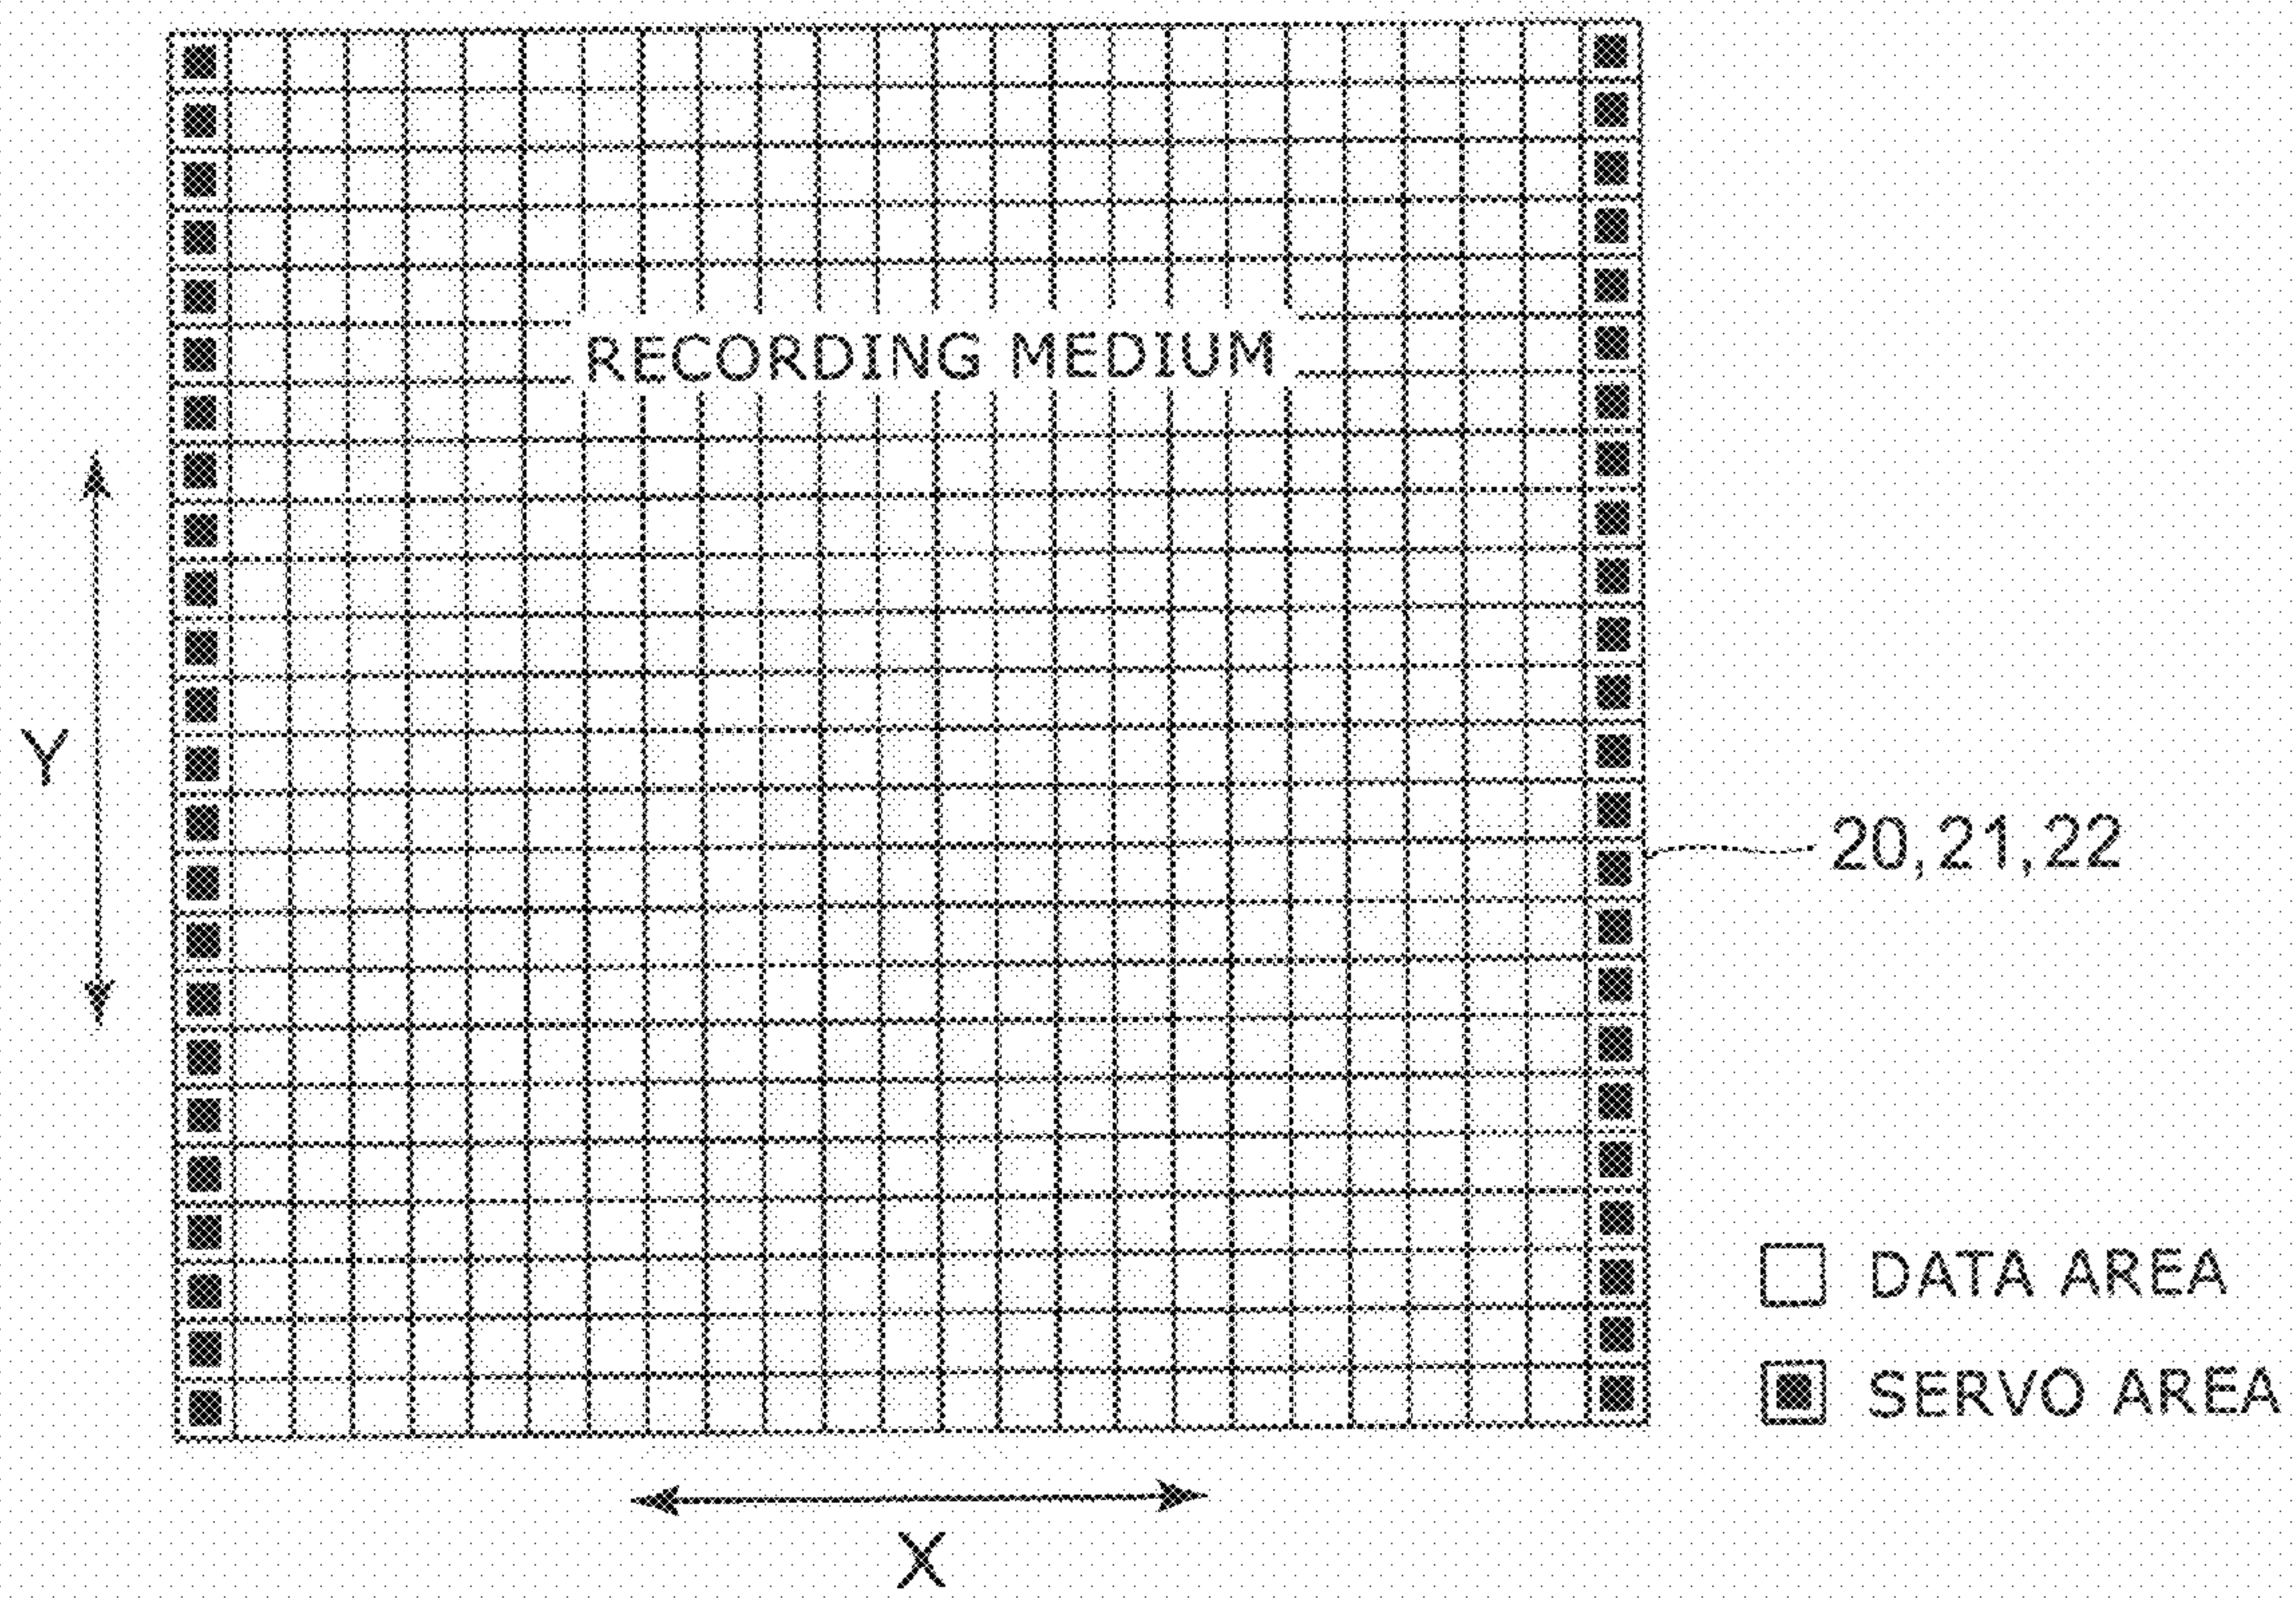 RECORDING MEDIUM
Y
20, 21, 22
DATA AREA
SERVO AREA
X